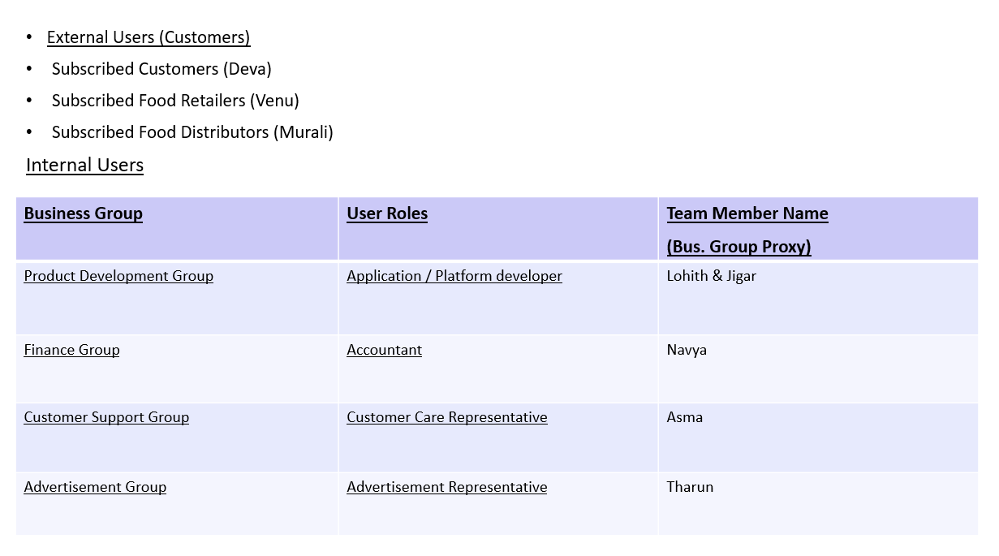 • External Users (Customers)
• Subscribed Customers (Deva)
• Subscribed Food Retailers (Venu)
• Subscribed Food Distributors (Murali)
Internal Users
Business Group
User Roles
Team Member Name
(Bus. Group Proxy)
Product Development Group
Application / Platform developer
Lohith & Jigar
Finance Group
Accountant
Navya
Customer Support Group
Customer Care Representative
Asma
Advertisement Group
Advertisement Representative
Tharun